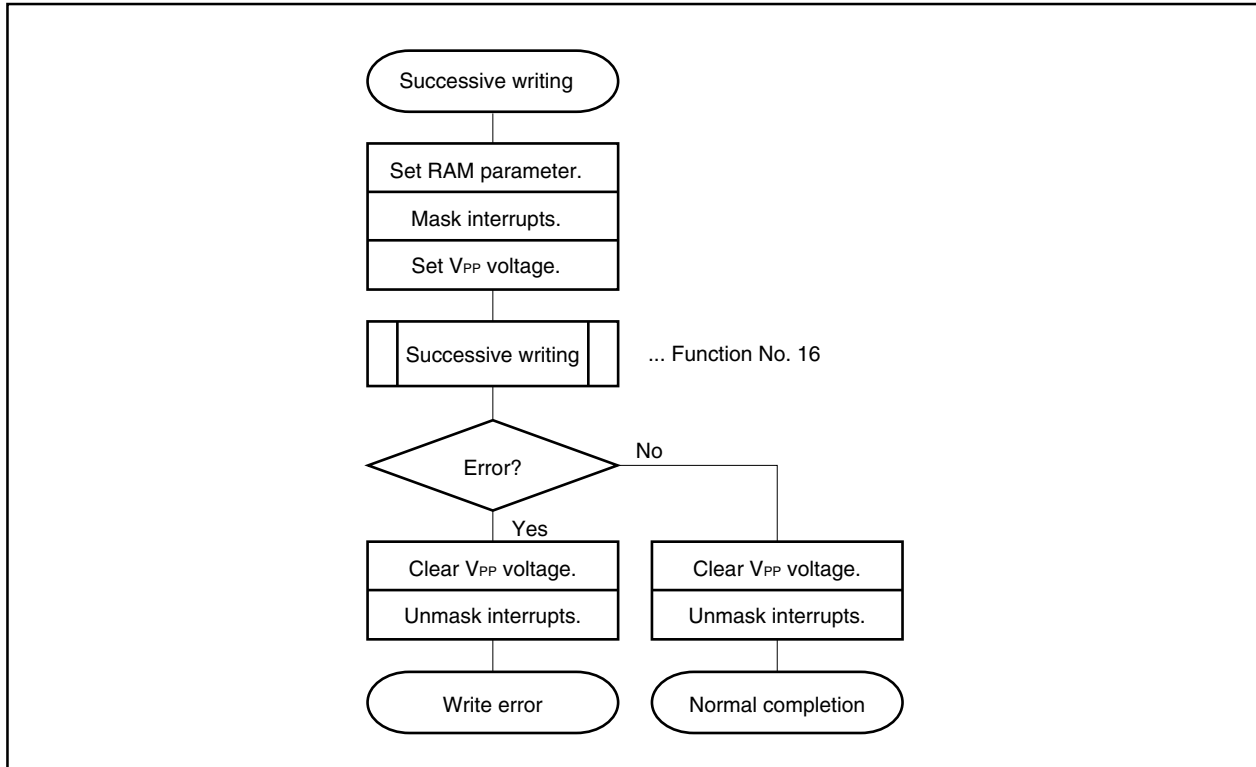 Successive writing
Set RAM parameter.
Mask interrupts.
Set VPP voltage.
Successive writing
... Function No. 16
Error?
No
Yes
Clear VPP voltage.
Unmask interrupts.
Write error
Clear VPP voltage.
Unmask interrupts.
Normal completion